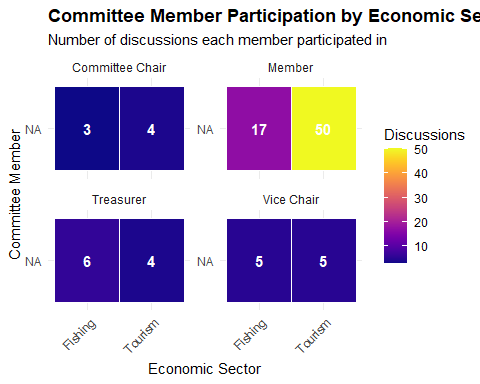 Committee Member Participation by Economic Se
Number of discussions each member participated in
Committee Chair
Member
NA
3
4
NA
17
50
Treasurer
Vice Chair
NA
6
4
NA
5
5
Fishing
Tourism
Fishing
Tourism
Economic Sector
Committee Member
Discussions
50
40
30
20
10